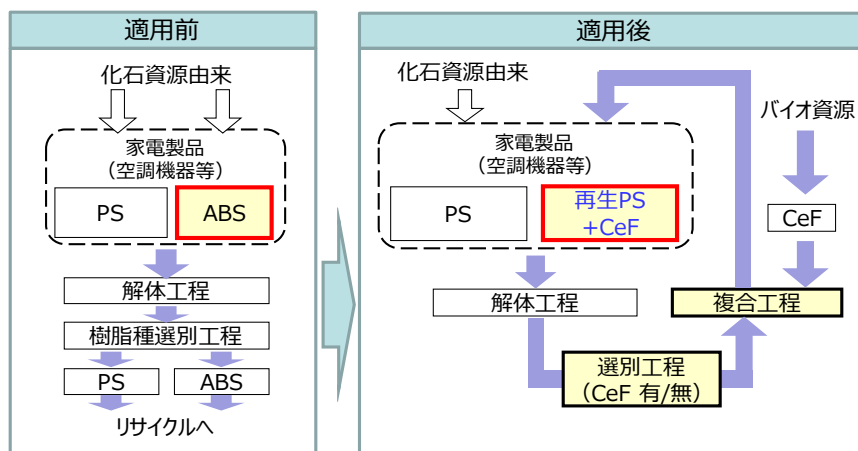 適用前
化石資源由来
家電製品
（空調機器等）
PS
ABS
解体工程
樹脂種選別工程
PS
ABS
リサイクルへ
適用後
化石資源由来
バイオ資源
家電製品
（空調機器等）
PS
再生PS
+CeF
CeF
解体工程
複合工程
選別工程
（CeF 有/無）